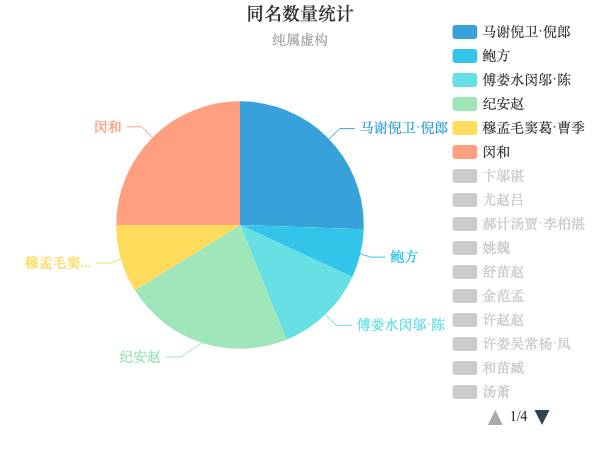 同名数量统计
纯属虚构
马谢倪卫·倪郎
鲍方
傅娄水闵邬·陈
纪安赵
穆孟毛窦...
闵和
马谢倪卫·倪郎
鲍方
傅娄水闵邬·陈
纪安赵
穆孟毛窦葛·曹季
闵和
卞邬湛
尤赵吕
郝计汤贾·李柏湛
姚魏
舒苗赵
金范孟
许赵赵
许娄吴常杨·凤
和苗臧
汤萧
1/4